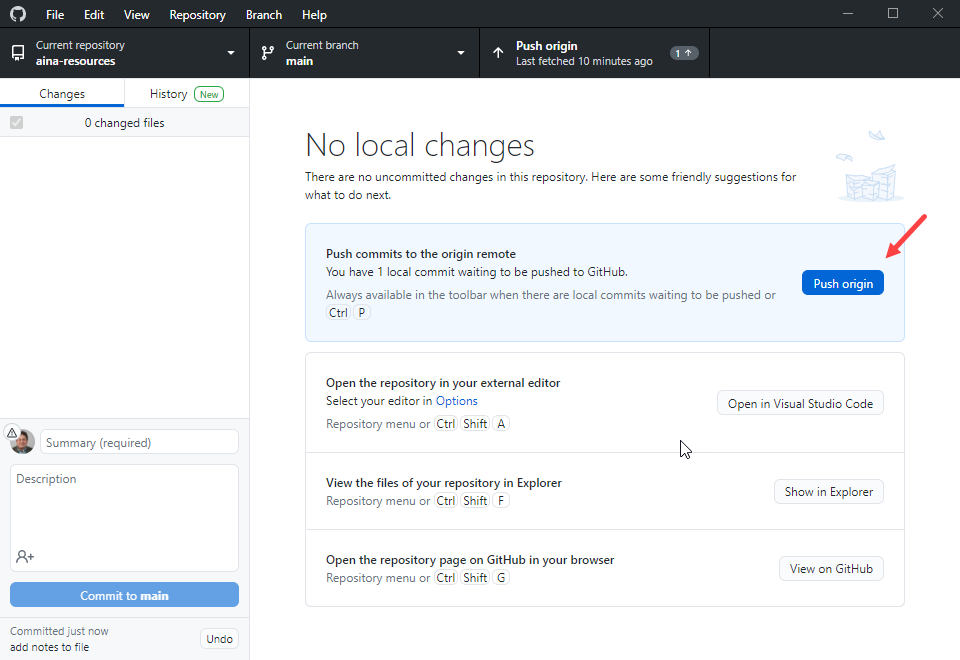 File Edit View Repository Branch Help
Current repository
aina-resources
Current branch
main
Push origin
Last fetched 10 minutes ago
1
Changes
History New
0 changed files
No local changes
There are no uncommitted changes in this repository. Here are some friendly suggestions for
what to do next.
Push commits to the origin remote
You have 1 local commit waiting to be pushed to GitHub.
Always available in the toolbar when there are local commits waiting to be pushed or
Ctrl P
Push origin
Open the repository in your external editor
Select your editor in Options
Repository menu or Ctrl Shift A
Open in Visual Studio Code
View the files of your repository in Explorer
Repository menu or Ctrl Shift F
Show in Explorer
Open the repository page on GitHub in your browser
Repository menu or Ctrl Shift G
View on GitHub
Summary (required)
Description
Commit to main
Committed just now
add notes to file
Undo